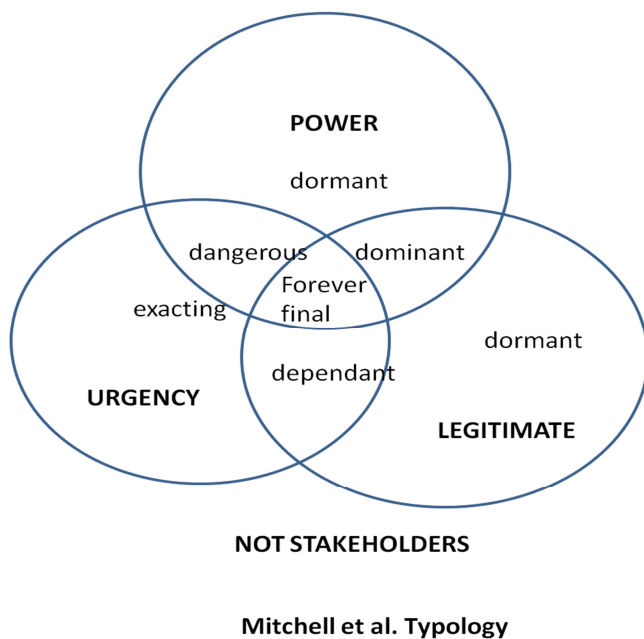 POWER
dormant
dangerous
dominant
Forever
final
exacting
dormant
dependant
URGENCY
LEGITIMATE
NOT STAKEHOLDERS
Mitchell et al. Typology